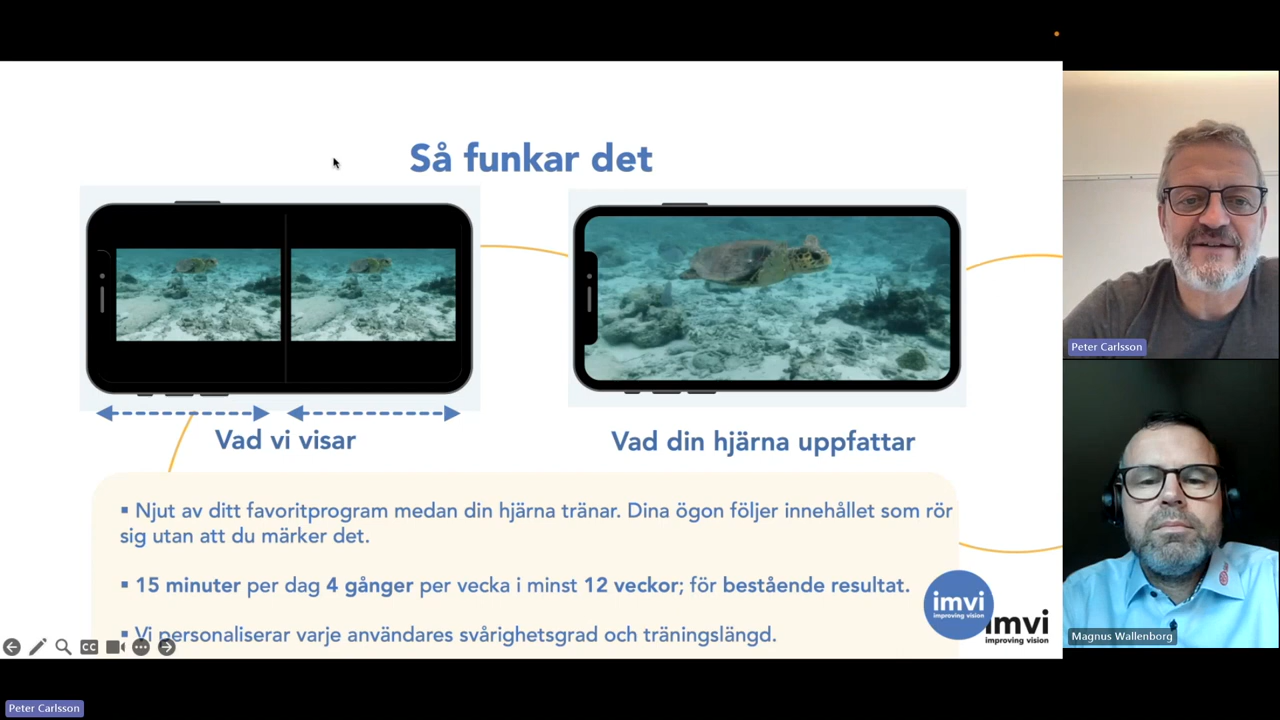 Så funkar det
Vad vi visar
Vad din hjärna uppfattar
▪ Njut av ditt favoritprogram medan din hjärna tränar. Dina ögon följer innehållet som rör
sig utan att du märker det.
▪ 15 minuter per dag 4 gånger per vecka i minst 12 veckor; för bestående resultat.
▪ Vi personaliserar varje användares svårighetsgrad och träningslängd.
imvi
improving vision
imvi
improving vision
CC
Peter Carlsson
Magnus Wallenborg
Peter Carlsson